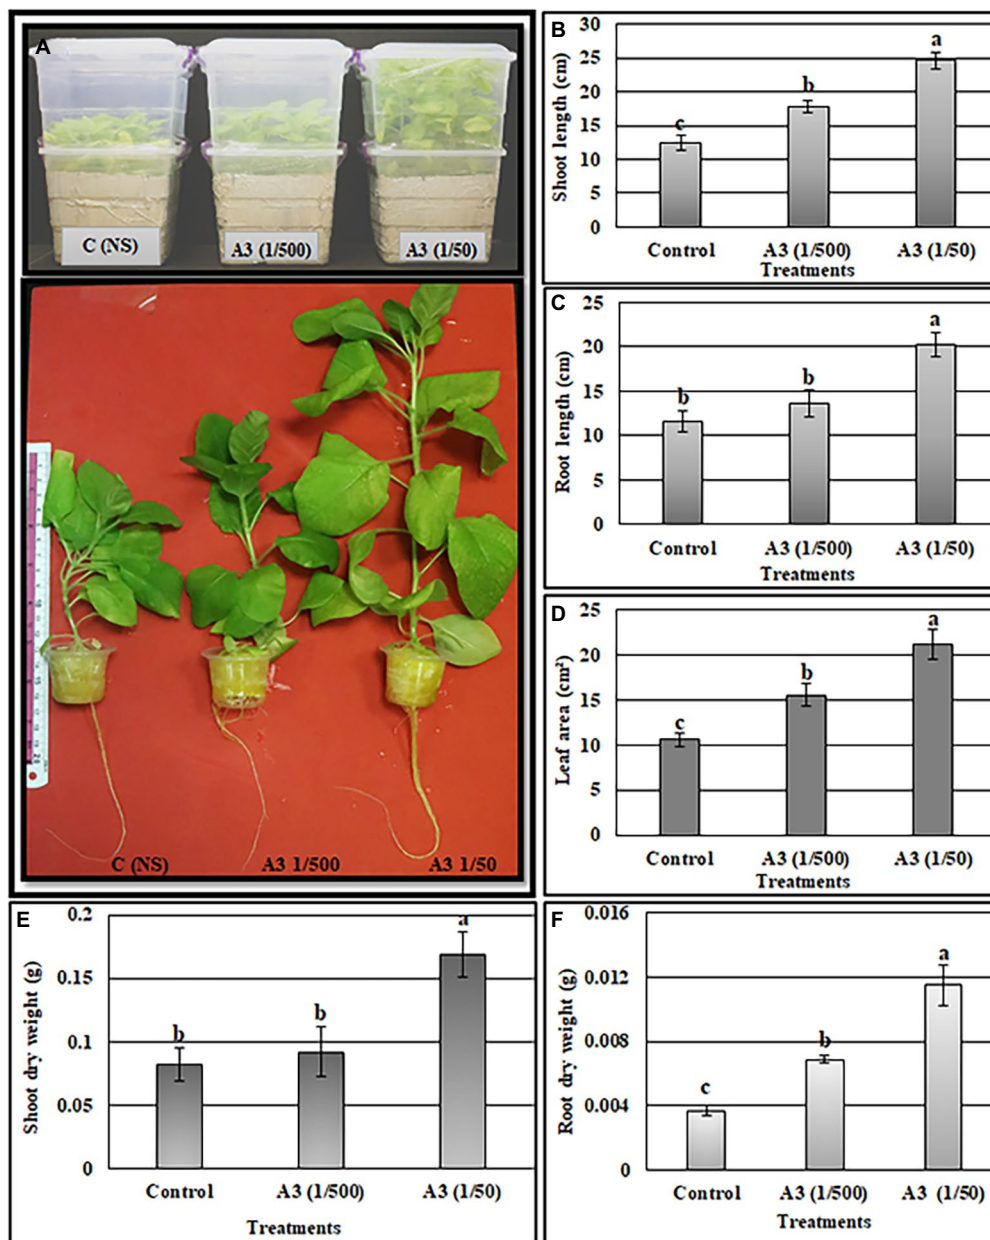 A
C (NS)
A3 (1/500)
A3 (1/50)
C (NS)
A3 1/500
A3 1/50
B
Shoot length (cm)
30
25
20
15
10
5
0
c
b
a
Control
A3 (1/500)
A3 (1/50)
Treatments
C
Root length (cm)
25
20
15
10
5
0
b
b
a
Control
A3 (1/500)
A3 (1/50)
Treatments
D
Leaf area (cm²)
25
20
15
10
5
0
c
b
a
Control
A3 (1/500)
A3 (1/50)
Treatments
E
Shoot dry weight (g)
0.2
0.15
0.1
0.05
0
b
b
a
Control
A3 (1/500)
A3 (1/50)
Treatments
F
Root dry weight (g)
0.016
0.012
0.008
0.004
0
c
b
a
Control
A3 (1/500)
A3 (1/50)
Treatments